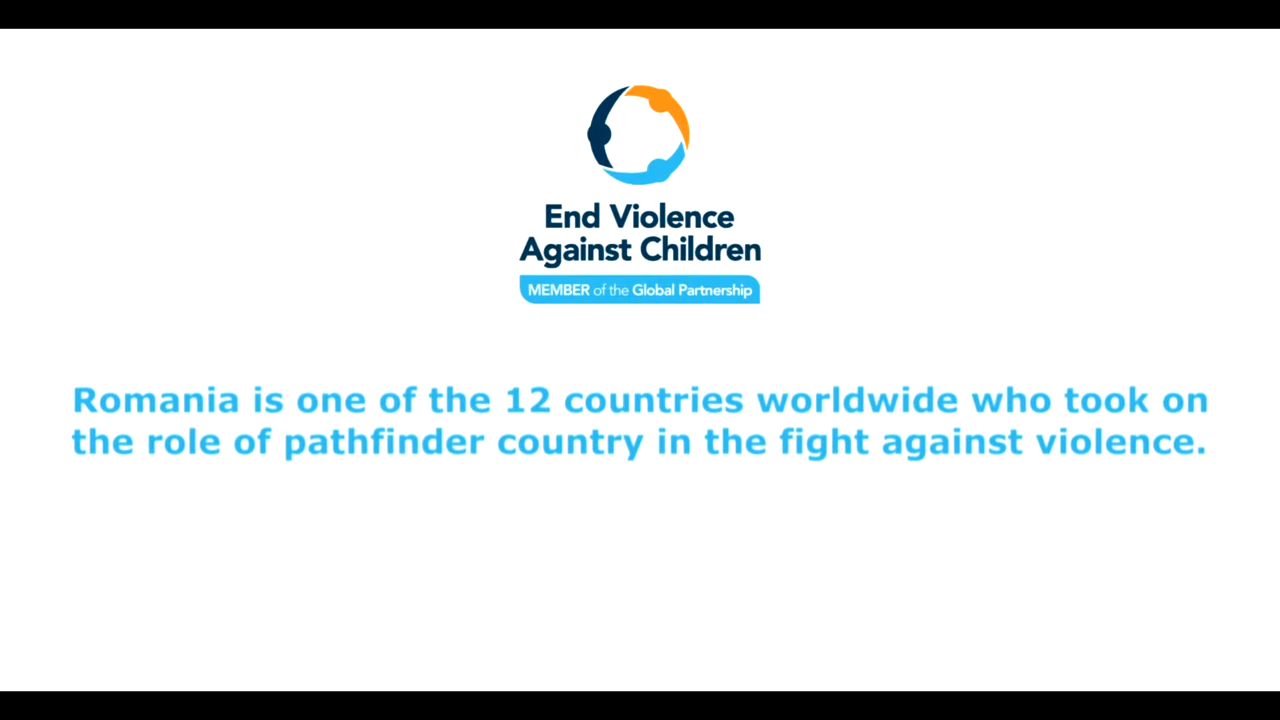 End Violence
Against Children
MEMBER of the Global Partnership
Romania is one of the 12 countries worldwide who took on
the role of pathfinder country in the fight against violence.